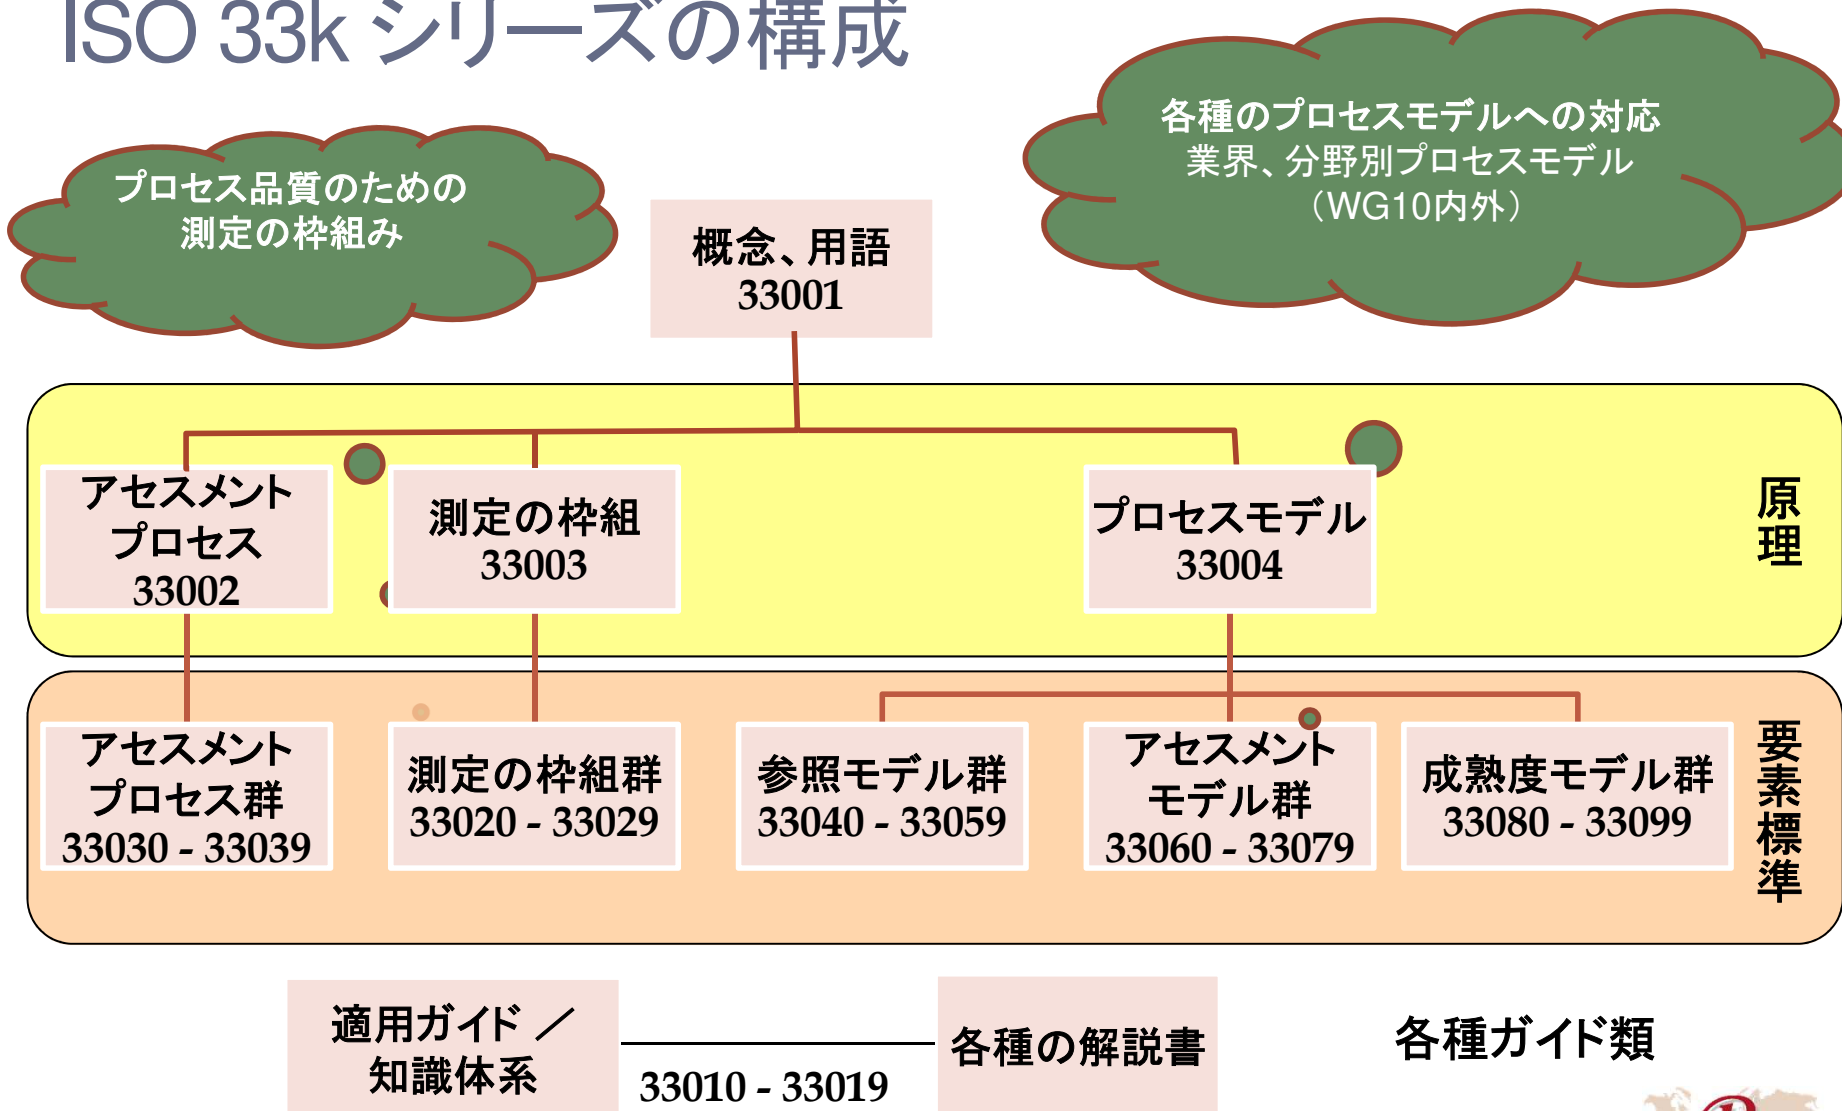 ISO 33k シリーズの構成
プロセス品質のための
測定の枠組み
各種のプロセスモデルへの対応
業界、分野別プロセスモデル
（WG10内外）
概念、用語
33001
アセスメント
プロセス
33002
測定の枠組
33003
プロセスモデル
33004
原理
アセスメント
プロセス群
33030 - 33039
測定の枠組群
33020 - 33029
参照モデル群
33040 - 33059
アセスメント
モデル群
33060 - 33079
成熟度モデル群
33080 - 33099
要素標準
適用ガイド ／
知識体系
33010 - 33019
各種の解説書
各種ガイド類